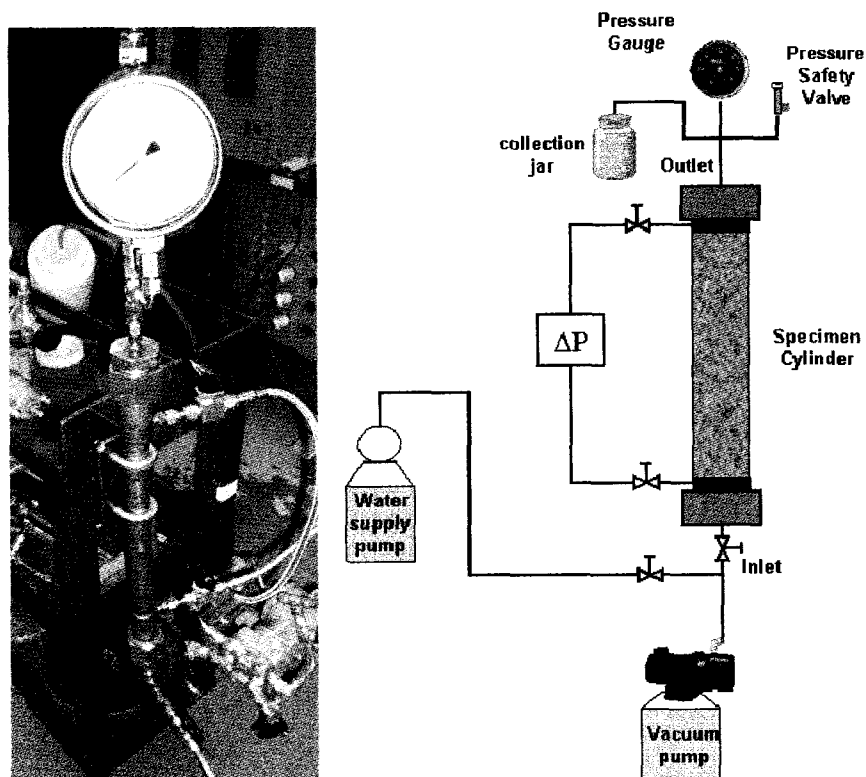 Pressure
Gauge
Pressure
Safety
Valve
collection
jar
Outlet
ΔP
Specimen
Cylinder
Water
supply
pump
Inlet
Vacuum
pump